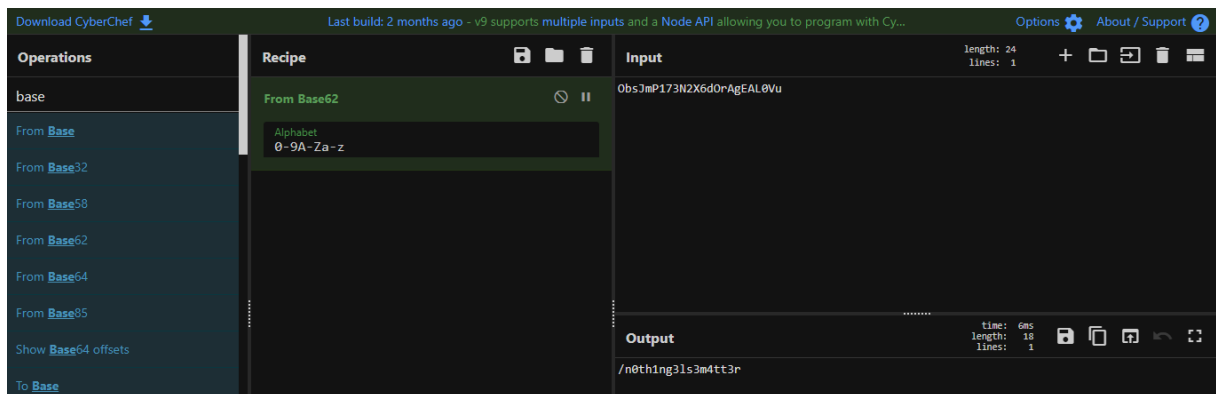 Download CyberChef
Last build: 2 months ago - v9 supports multiple inputs and a Node API allowing you to program with Cy...
Options
About / Support
Operations
Recipe
Input
length: 24
lines: 1
base
From Base62
ObsJmP173N2X6dOrAgEAL0Vu
Alphabet
0-9A-Za-z
From Base
From Base32
From Base58
From Base62
From Base64
From Base85
Show Base64 offsets
To Base
Output
time: 6ms
length: 18
lines: 1
/n0th1ng3ls3m4tt3r